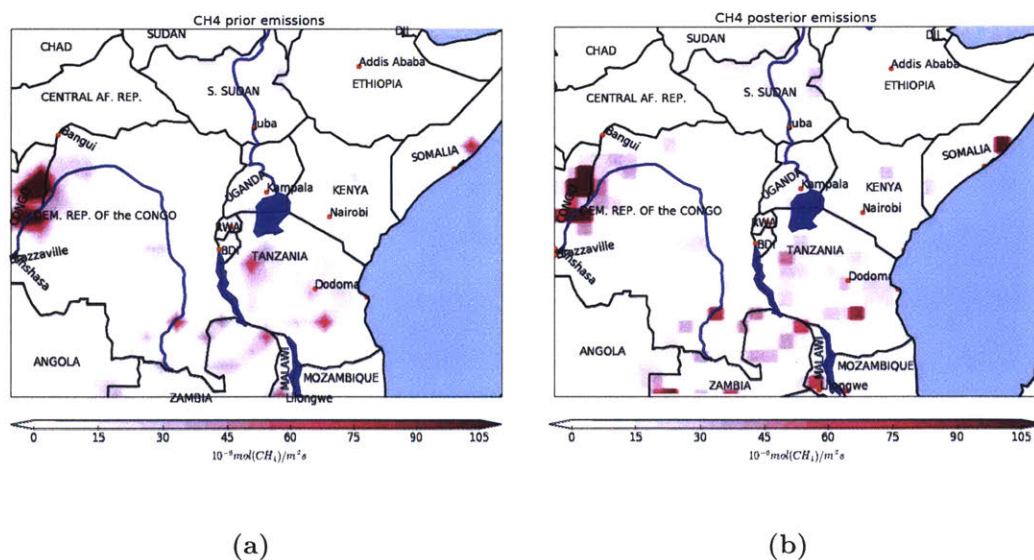 CH4 prior emissions
SUDAN
DJI.
CHAD
Addis Ababa
ETHIOPIA
S. SUDAN
CENTRAL AF. REP.
Juba
Bangui
SOMALIA
UGANDA
Kampala
KENYA
CONGO
DEM. REP. OF the CONGO
Nairobi
RWA.
BDI
TANZANIA
Brazzaville
Kinshasa
Dodoma
ANGOLA
MALAWI
MOZAMBIQUE
ZAMBIA
Lilongwe
0 15 30 45 60 75 90 105
10⁻⁹mol(CH₄)/m²s
(a)
CH4 posterior emissions
SUDAN
DJI.
CHAD
Addis Ababa
ETHIOPIA
S. SUDAN
CENTRAL AF. REP.
Juba
Bangui
SOMALIA
UGANDA
Kampala
KENYA
CONGO
DEM. REP. OF the CONGO
Nairobi
RWA.
BDI
TANZANIA
Brazzaville
Kinshasa
Dodoma
ANGOLA
MALAWI
MOZAMBIQUE
ZAMBIA
Lilongwe
0 15 30 45 60 75 90 105
10⁻⁹mol(CH₄)/m²s
(b)